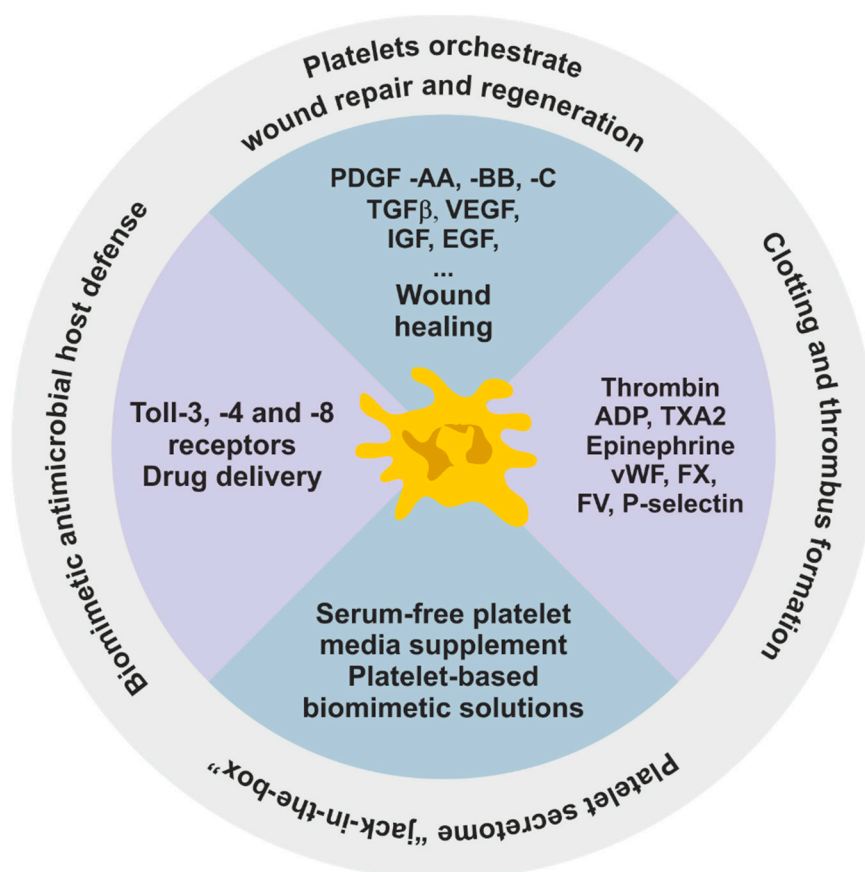 Platelets orchestrate
wound repair and regeneration
PDGF -AA, -BB, -C
TGFβ, VEGF,
IGF, EGF,
...
Wound
healing
Biomimetic antimicrobial host defense
Toll-3, -4 and -8
receptors
Drug delivery
Thrombin
ADP, TXA2
Epinephrine
vWF, FX,
FV, P-selectin
Clotting and thrombus formation
Serum-free platelet
media supplement
Platelet-based
biomimetic solutions
Platelet secretome "jack-in-the-box"